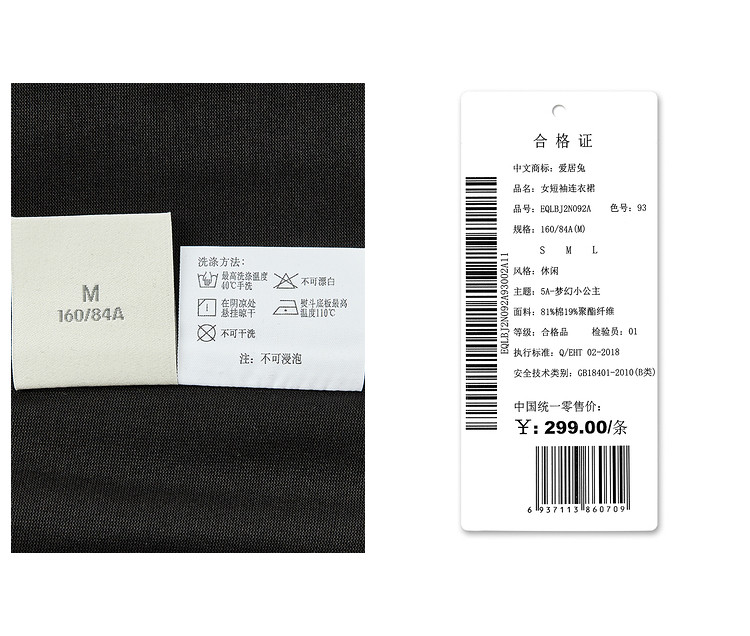 M
160/84A
洗涤方法:
最高洗涤温度
40℃手洗
不可漂白
在阴凉处
悬挂晾干
熨斗底板最高
温度110℃
不可干洗
注: 不可浸泡
合格证
中文商标: 爱居兔
品名: 女短袖连衣裙
品号: EQLBJ2N092A 色号: 93
规格: 160/84A(M)
S M L
风格: 休闲
主题: 5A-梦幻小公主
面料: 81%棉19%聚酯纤维
等级: 合格品 检验员: 01
执行标准: Q/EHT 02-2018
安全技术类别: GB18401-2010(B类)
中国统一零售价:
¥: 299.00/条
6 937113 860709
EQLBJ2N092A93002A11